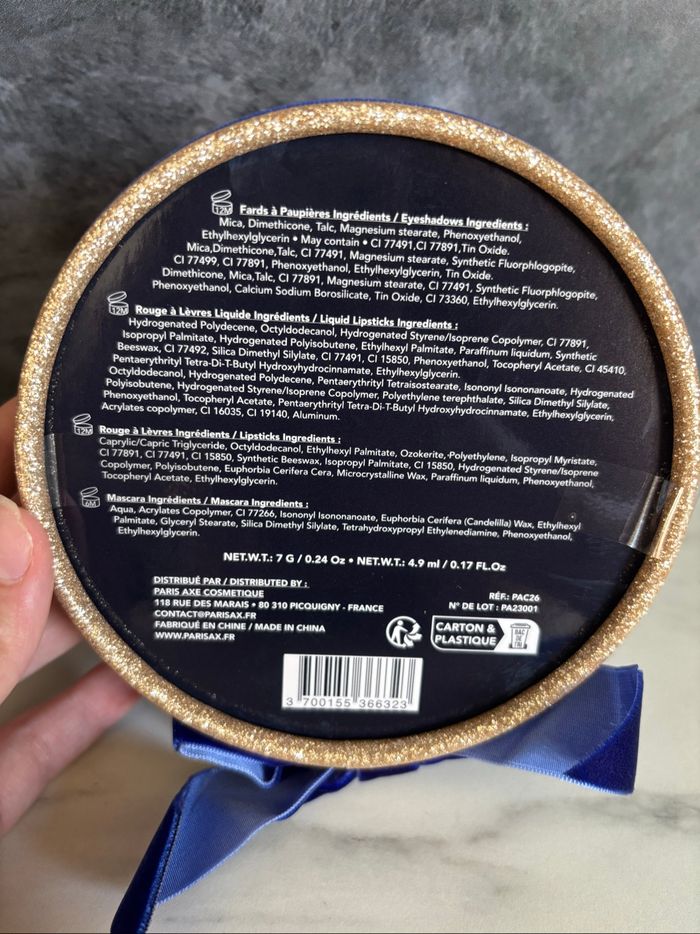 12M Fards à Paupières Ingrédients / Eyeshadows Ingredients :
Mica, Dimethicone, Talc, Magnesium stearate, Phenoxyethanol,
Ethylhexylglycerin • May contain • CI 77491,CI 77891,Tin Oxide.
Mica,Dimethicone,Talc, CI 77491, Magnesium stearate, Synthetic Fluorphlogopite,
CI 77499, CI 77891, Phenoxyethanol, Ethylhexylglycerin, Tin Oxide.
Dimethicone, Mica,Talc, CI 77891, Magnesium stearate, CI 77491, Synthetic Fluorphlogopite,
Phenoxyethanol, Calcium Sodium Borosilicate, Tin Oxide, CI 73360, Ethylhexylglycerin.
12M Rouge à Lèvres Liquide Ingrédients / Liquid Lipsticks Ingredients :
Hydrogenated Polydecene, Octyldodecanol, Hydrogenated Styrene/Isoprene Copolymer, CI 77891,
Isopropyl Palmitate, Hydrogenated Polyisobutene, Ethylhexyl Palmitate, Paraffinum liquidum, Synthetic
Beeswax, CI 77492, Silica Dimethyl Silylate, CI 77491, CI 15850, Phenoxyethanol, Tocopheryl Acetate, CI 45410,
Pentaerythrityl Tetra-Di-T-Butyl Hydroxyhydrocinnamate, Ethylhexylglycerin.
Octyldodecanol, Hydrogenated Polydecene, Pentaerythrityl Tetraisostearate, Isononyl Isononanoate, Hydrogenated
Polyisobutene, Hydrogenated Styrene/Isoprene Copolymer, Polyethylene terephthalate, Silica Dimethyl Silylate,
Phenoxyethanol, Tocopheryl Acetate, Pentaerythrityl Tetra-Di-T-Butyl Hydroxyhydrocinnamate, Ethylhexylglycerin,
Acrylates copolymer, CI 16035, CI 19140, Aluminum.
12M Rouge à Lèvres Ingrédients / Lipsticks Ingredients :
Caprylic/Capric Triglyceride, Octyldodecanol, Ethylhexyl Palmitate, Ozokerite, Polyethylene, Isopropyl Myristate,
CI 77891, CI 77491, CI 15850, Synthetic Beeswax, Isopropyl Palmitate, CI 15850, Hydrogenated Styrene/Isoprene
Copolymer, Polyisobutene, Euphorbia Cerifera Cera, Microcrystalline Wax, Paraffinum liquidum, Phenoxyethanol,
Tocopheryl Acetate, Ethylhexylglycerin.
6M Mascara Ingrédients / Mascara Ingredients :
Aqua, Acrylates Copolymer, CI 77266, Isononyl Isononanoate, Euphorbia Cerifera (Candelilla) Wax, Ethylhexyl
Palmitate, Glyceryl Stearate, Silica Dimethyl Silylate, Tetrahydroxypropyl Ethylenediamine, Phenoxyethanol,
Ethylhexylglycerin.
NET.W.T.: 7 G / 0.24 Oz • NET.W.T.: 4.9 ml / 0.17 FL.Oz
DISTRIBUÉ PAR / DISTRIBUTED BY :
PARIS AXE COSMETIQUE
118 RUE DES MARAIS • 80 310 PICQUIGNY - FRANCE
CONTACT@PARISAX.FR
FABRIQUÉ EN CHINE / MADE IN CHINA
WWW.PARISAX.FR
RÉF.: PAC26
N° DE LOT : PA23001
CARTON &
PLASTIQUE
BAC
DE
TRI
3 700155 366323